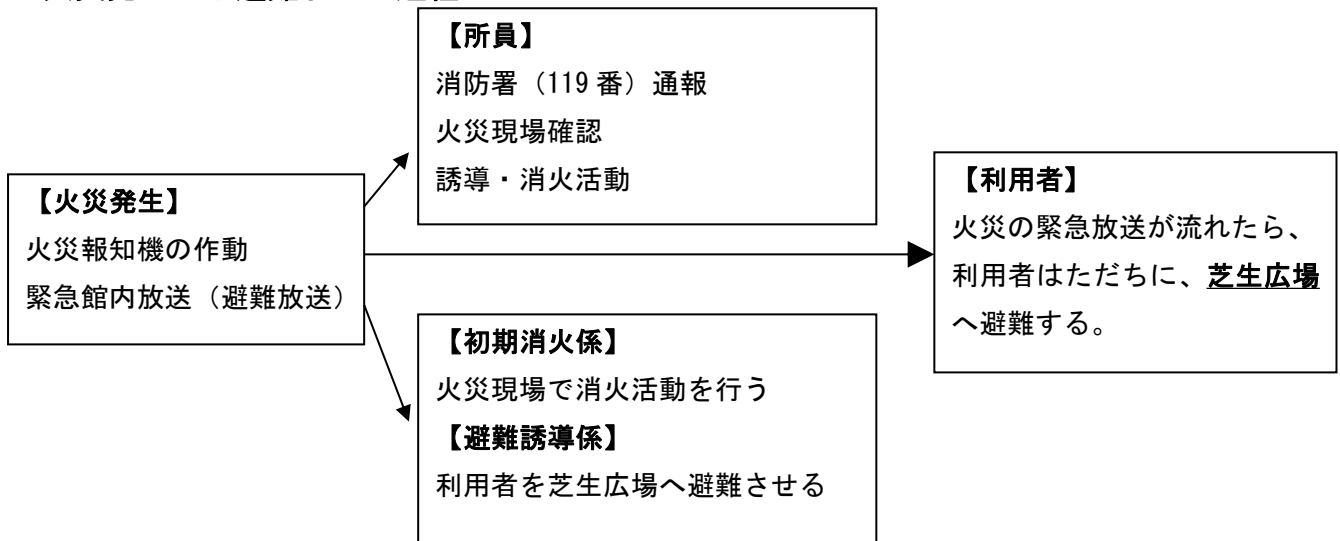 【火災発生】
火災報知機の作動
緊急館内放送（避難放送）
【所員】
消防署（119 番）通報
火災現場確認
誘導・消火活動
【初期消火係】
火災現場で消火活動を行う
【避難誘導係】
利用者を芝生広場へ避難させる
【利用者】
火災の緊急放送が流れたら、
利用者はただちに、芝生広場
へ避難する。